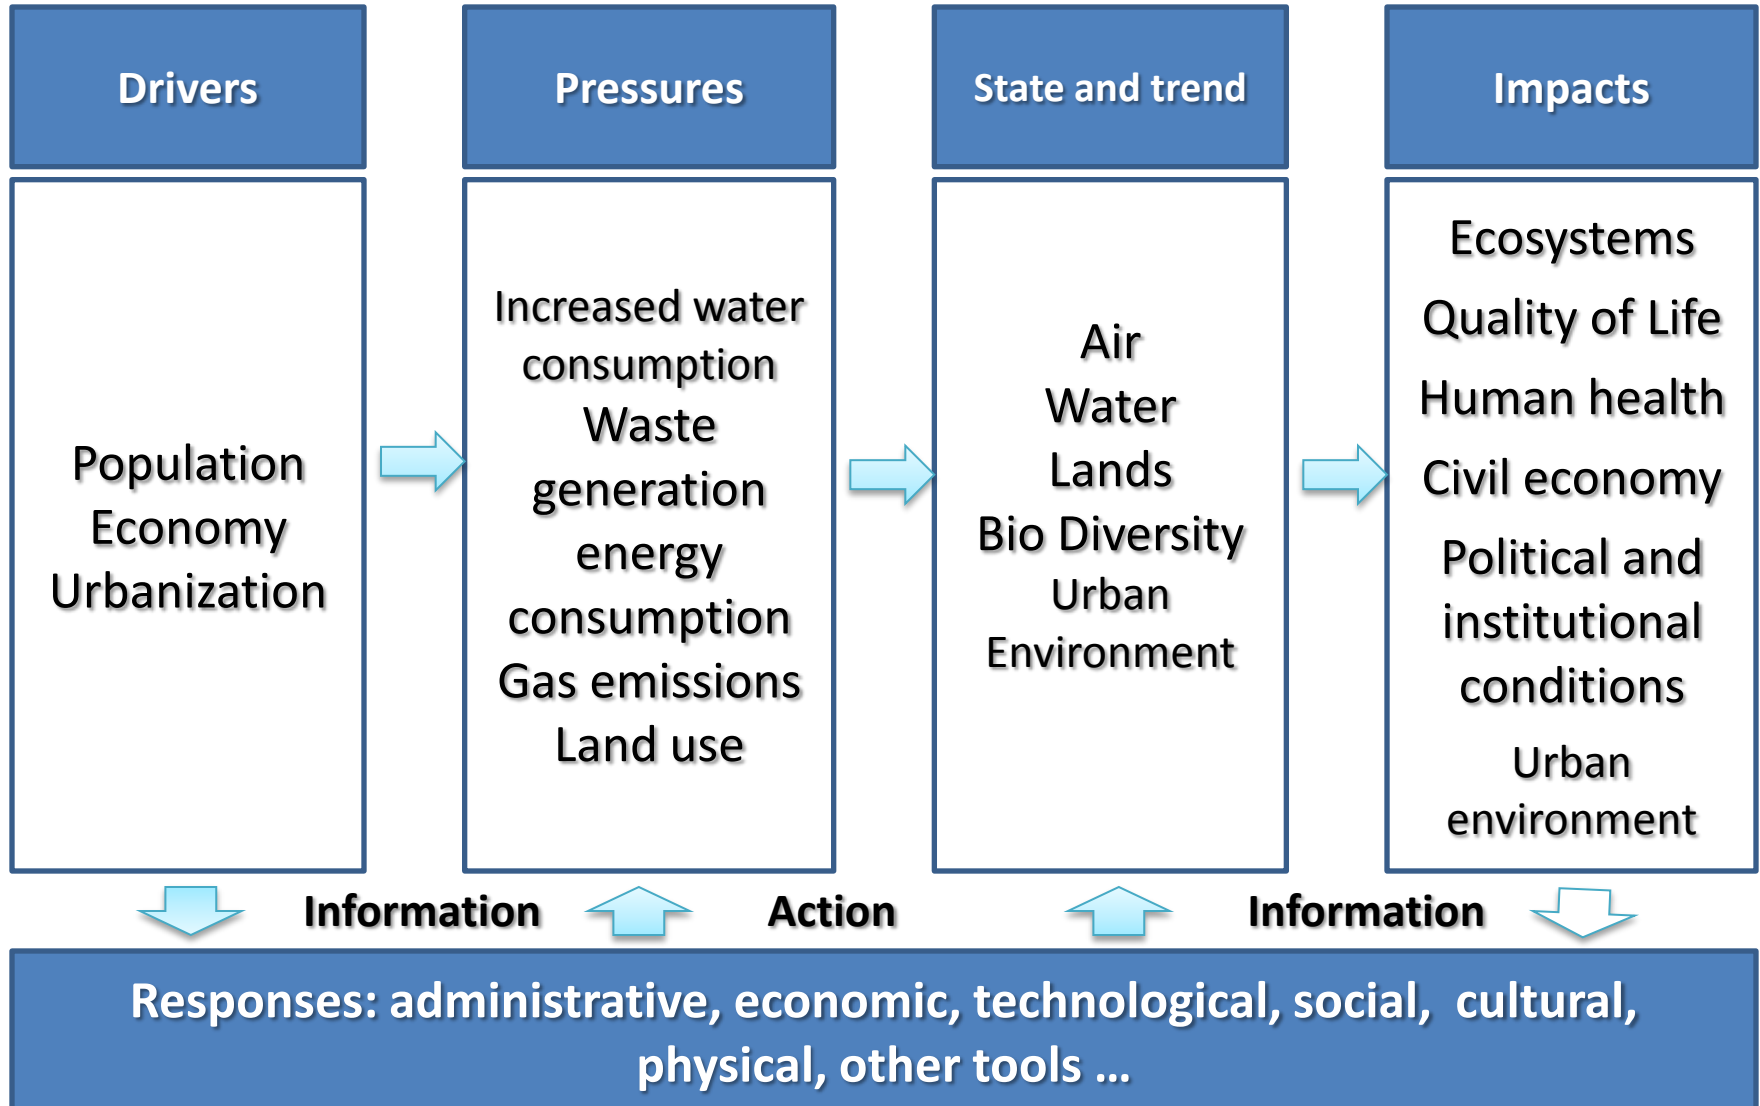 Drivers
Pressures
State and trend
Impacts
Population
Economy
Urbanization
Increased water
consumption
Waste
generation
energy
consumption
Gas emissions
Land use
Air
Water
Lands
Bio Diversity
Urban
Environment
Ecosystems
Quality of Life
Human health
Civil economy
Political and
institutional
conditions
Urban
environment
Information
Action
Information
Responses: administrative, economic, technological, social,  cultural,
physical, other tools …